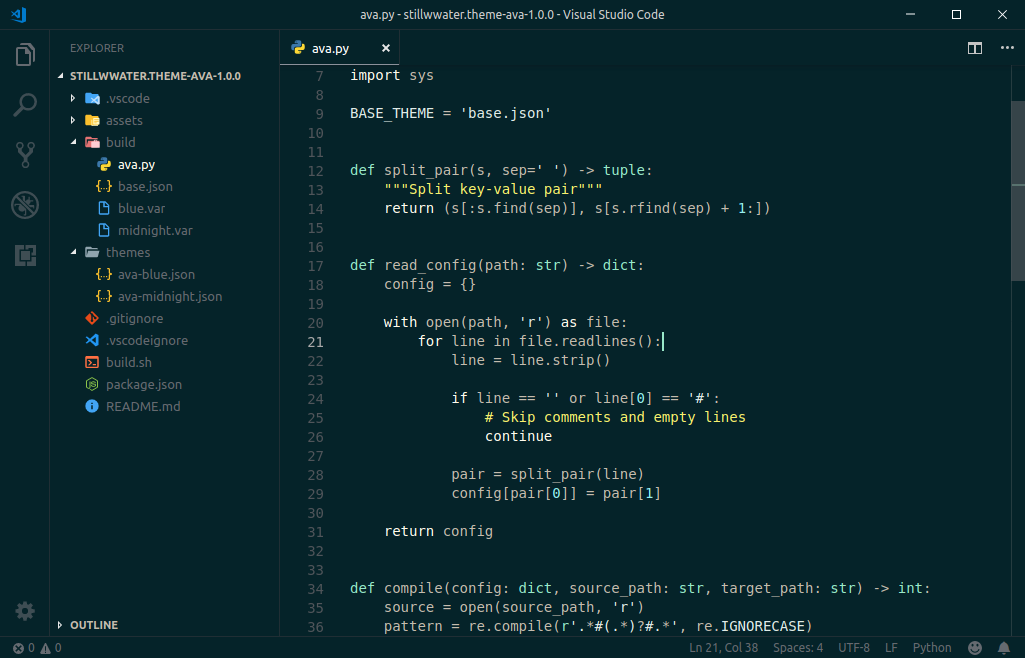 ava.py - stillwwater.theme-ava-1.0.0 - Visual Studio Code
EXPLORER
STILLWWATER.THEME-AVA-1.0.0
.vscode
assets
build
ava.py
base.json
blue.var
midnight.var
themes
ava-blue.json
ava-midnight.json
.gitignore
.vscodeignore
build.sh
package.json
README.md
OUTLINE
ava.py
7 import sys
8
9 BASE_THEME = 'base.json'
10
11
12 def split_pair(s, sep=' ') -> tuple:
13     """Split key-value pair"""
14     return (s[:s.find(sep)], s[s.rfind(sep) + 1:])
15
16
17 def read_config(path: str) -> dict:
18     config = {}
19
20     with open(path, 'r') as file:
21         for line in file.readlines():
22             line = line.strip()
23
24             if line == '' or line[0] == '#':
25                 # Skip comments and empty lines
26                 continue
27
28             pair = split_pair(line)
29             config[pair[0]] = pair[1]
30
31     return config
32
33
34 def compile(config: dict, source_path: str, target_path: str) -> int:
35     source = open(source_path, 'r')
36     pattern = re.compile(r'.*#(.*)?#.*', re.IGNORECASE)
0 0 Ln 21, Col 38 Spaces: 4 UTF-8 LF Python